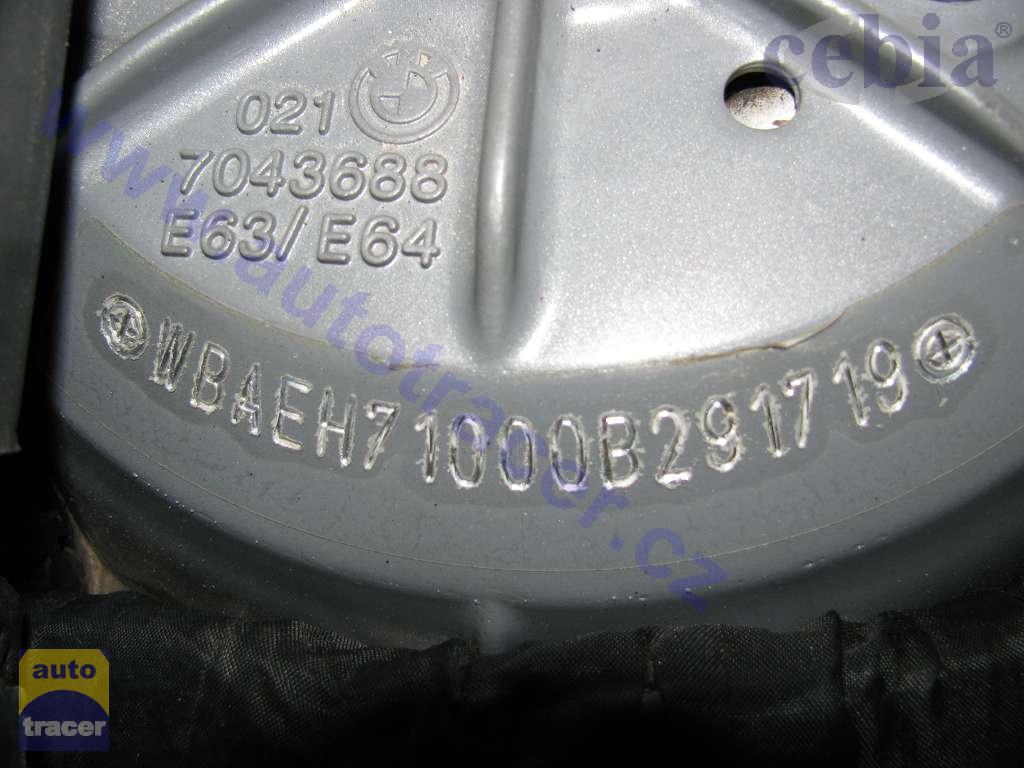 cebia®
021
7043688
E63/E64
WBAEH71000B291719
www.autotracer.cz
auto
tracer